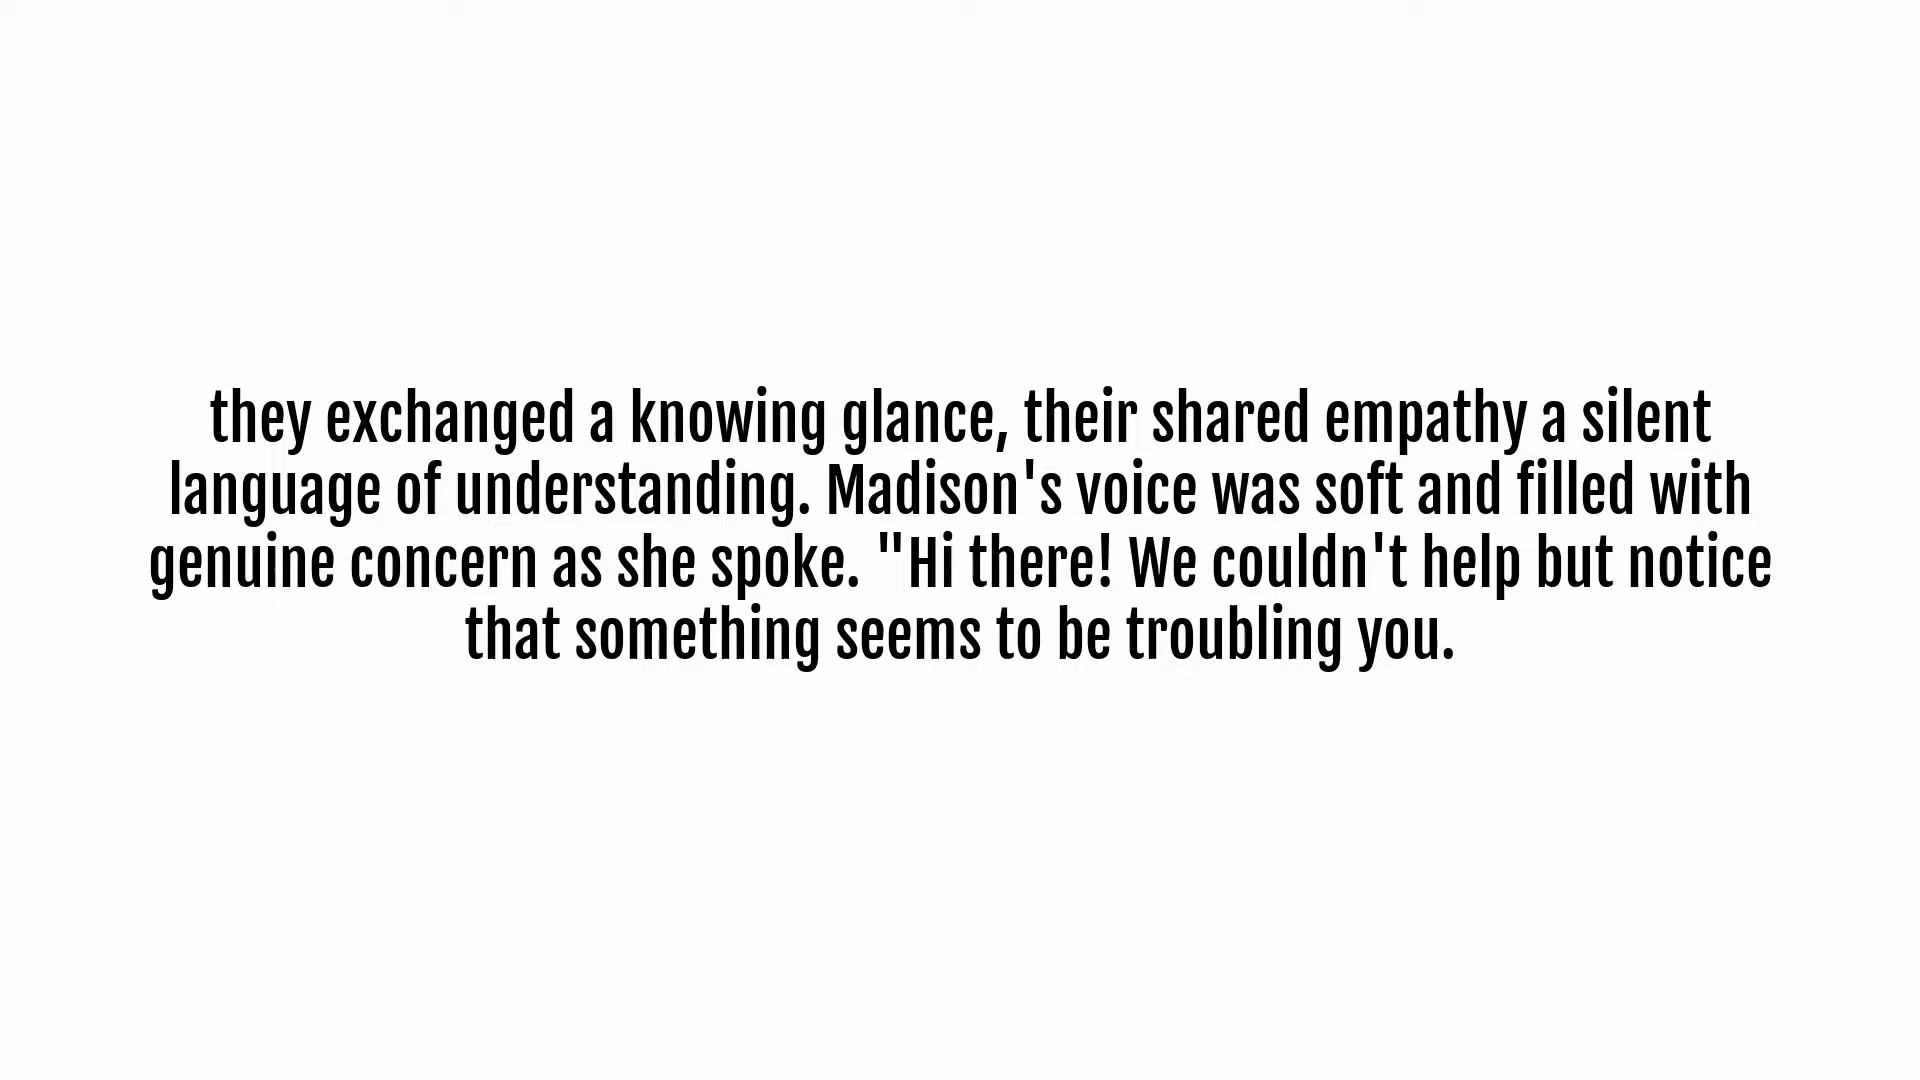 they exchanged a knowing glance, their shared empathy a silent
language of understanding. Madison's voice was soft and filled with
genuine concern as she spoke. "Hi there! We couldn't help but notice
that something seems to be troubling you.